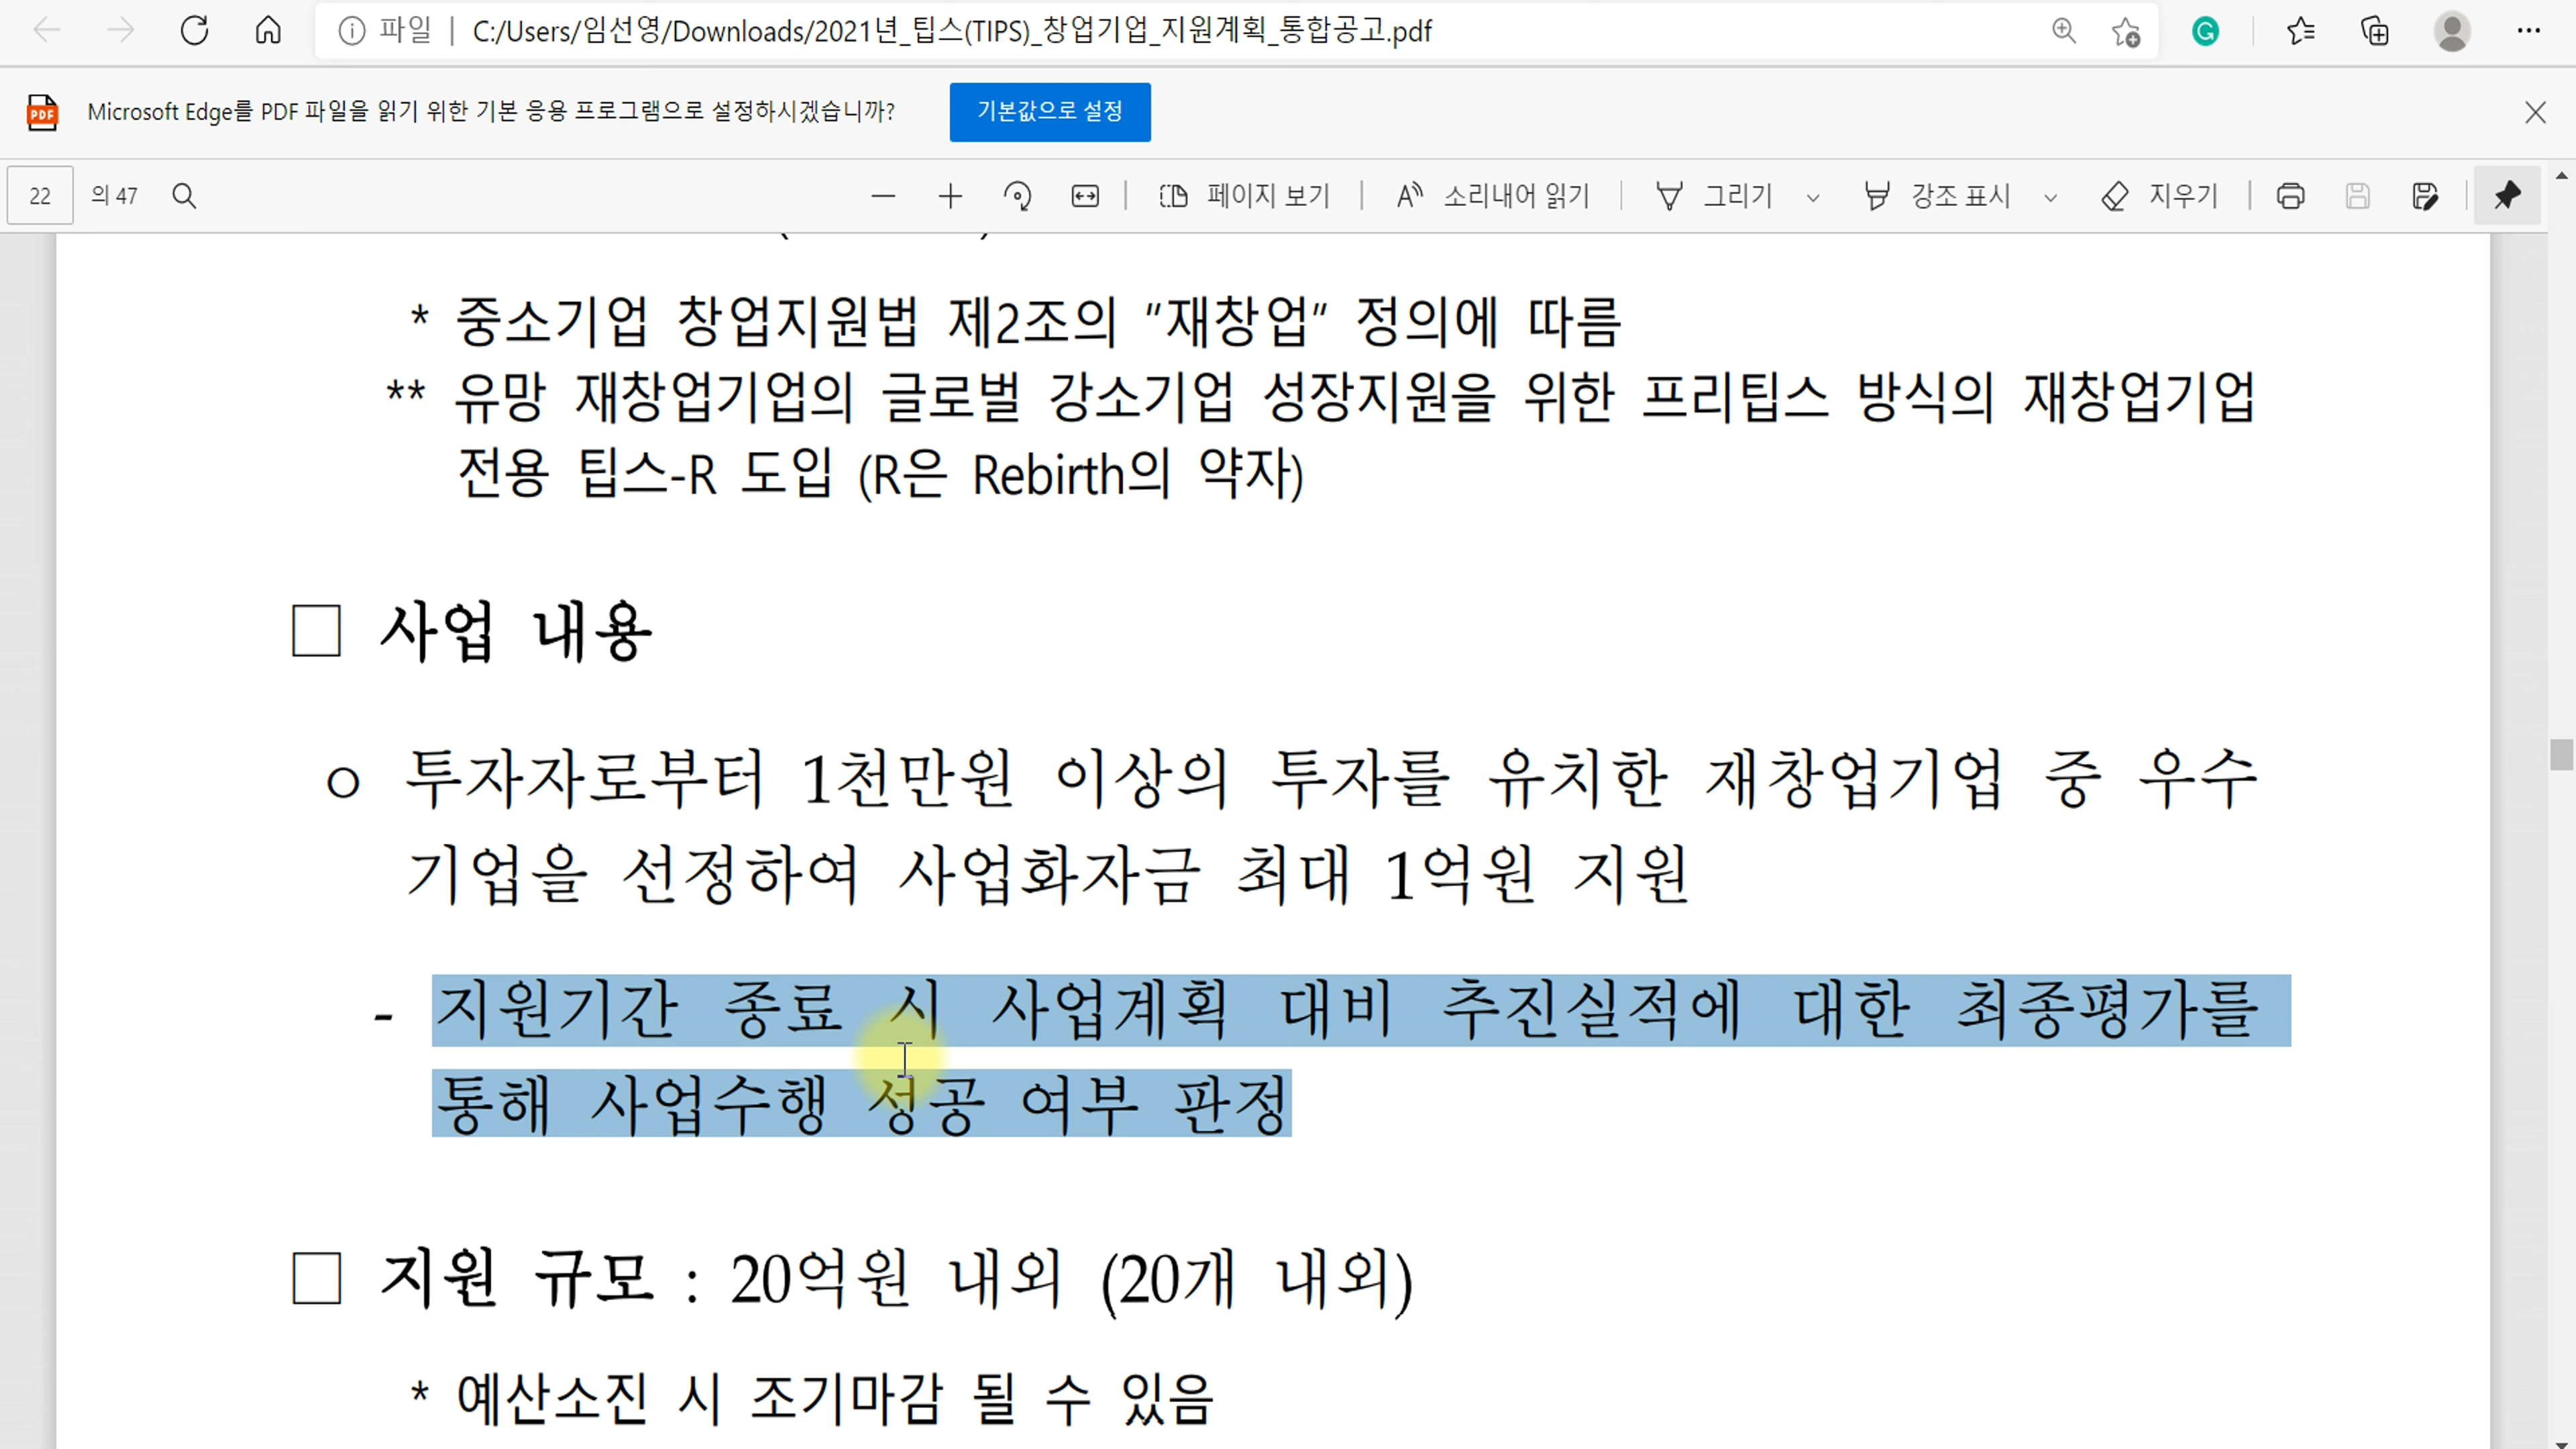 파일 | C:/Users/임선영/Downloads/2021년_팁스(TIPS)_창업기업_지원계획_통합공고.pdf
PDF Microsoft Edge를 PDF 파일을 읽기 위한 기본 응용 프로그램으로 설정하시겠습니까? 기본값으로 설정
22 의 47 페이지 보기 소리내어 읽기 그리기 강조 표시 지우기
* 중소기업 창업지원법 제2조의 "재창업" 정의에 따름
** 유망 재창업기업의 글로벌 강소기업 성장지원을 위한 프리팁스 방식의 재창업기업
전용 팁스-R 도입 (R은 Rebirth의 약자)
□ 사업 내용
○ 투자자로부터 1천만원 이상의 투자를 유치한 재창업기업 중 우수
기업을 선정하여 사업화자금 최대 1억원 지원
- 지원기간 종료 시 사업계획 대비 추진실적에 대한 최종평가를
통해 사업수행 성공 여부 판정
□ 지원 규모 : 20억원 내외 (20개 내외)
* 예산소진 시 조기마감 될 수 있음